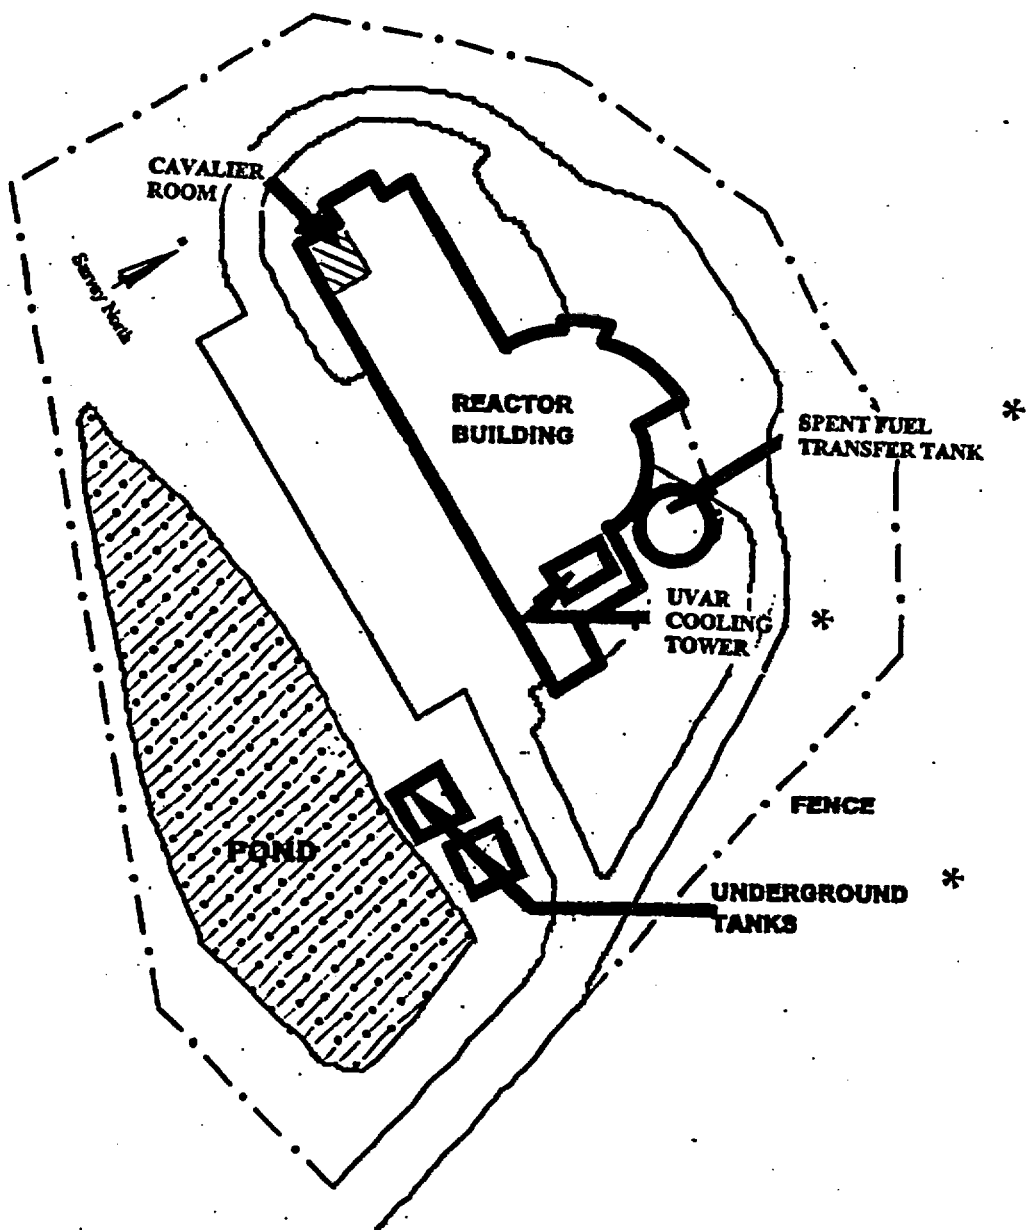 CAVALIER
ROOM
Survey North
REACTOR
BUILDING
*
SPENT FUEL
TRANSFER TANK
UVAR
COOLING
TOWER
*
FENCE
POND
*
UNDERGROUND
TANKS